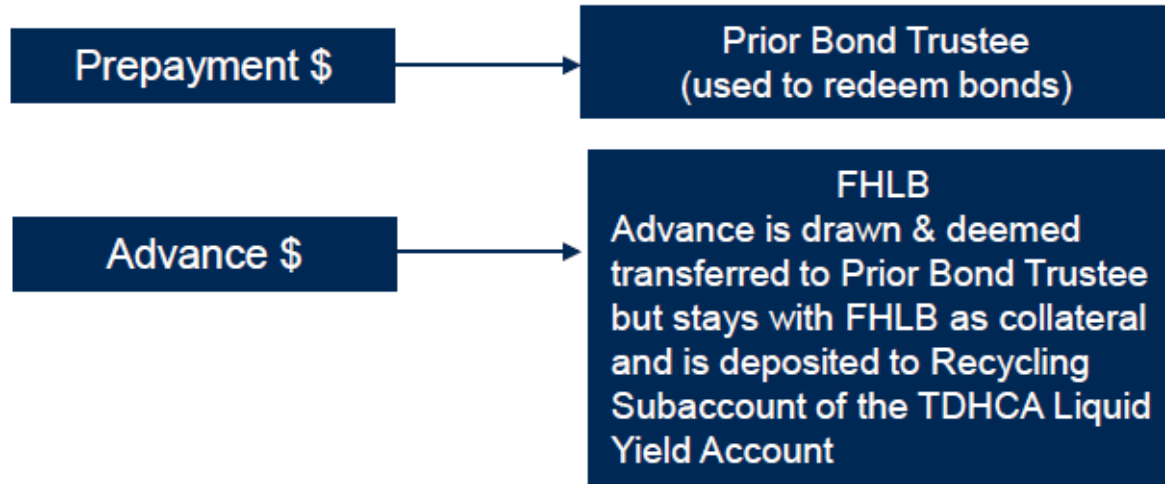 Prepayment $
Prior Bond Trustee
(used to redeem bonds)
Advance $
FHLB
Advance is drawn & deemed
transferred to Prior Bond Trustee
but stays with FHLB as collateral
and is deposited to Recycling
Subaccount of the TDHCA Liquid
Yield Account